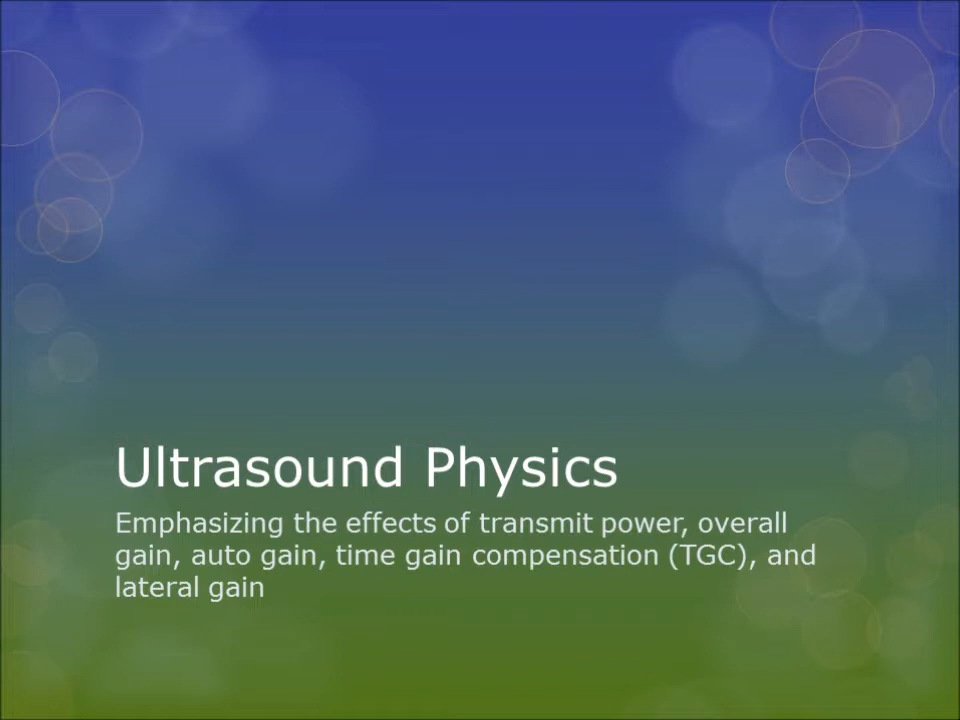 Ultrasound Physics
Emphasizing the effects of transmit power, overall
gain, auto gain, time gain compensation (TGC), and
lateral gain